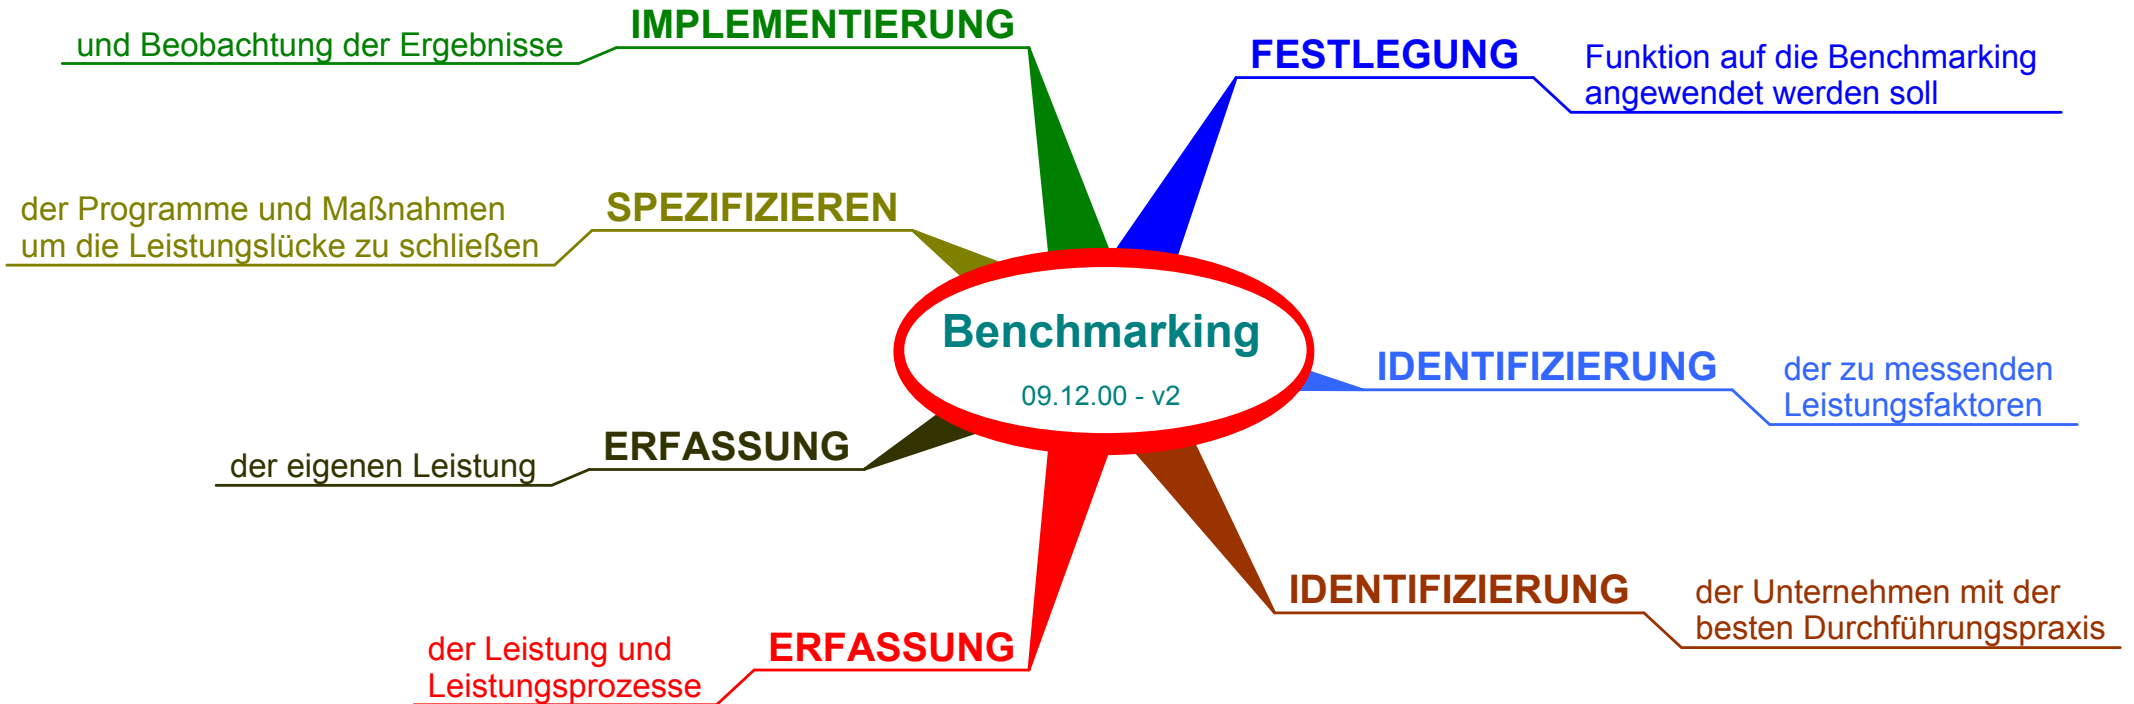 Benchmarking
09.12.00 - v2
FESTLEGUNG
Funktion auf die Benchmarking
angewendet werden soll
IDENTIFIZIERUNG
der zu messenden
Leistungsfaktoren
IDENTIFIZIERUNG
der Unternehmen mit der
besten Durchführungspraxis
ERFASSUNG
der Leistung und
Leistungsprozesse
ERFASSUNG
der eigenen Leistung
SPEZIFIZIEREN
der Programme und Maßnahmen
um die Leistungslücke zu schließen
IMPLEMENTIERUNG
und Beobachtung der Ergebnisse